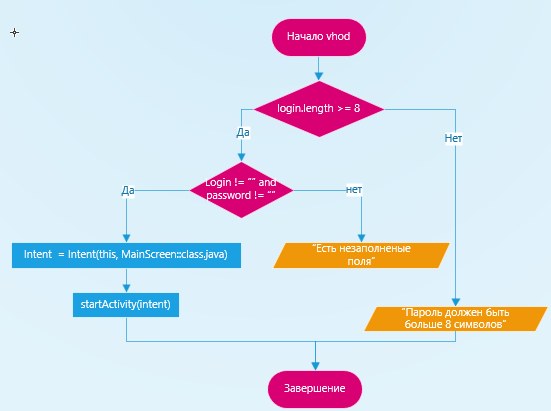 Начало vhod
login.length >= 8
Да
Нет
Login != "" and
password != ""
Да
нет
Intent = Intent(this, MainScreen::class.java)
"Есть незаполненые
поля"
startActivity(intent)
"Пароль должен быть
больше 8 символов"
Завершение